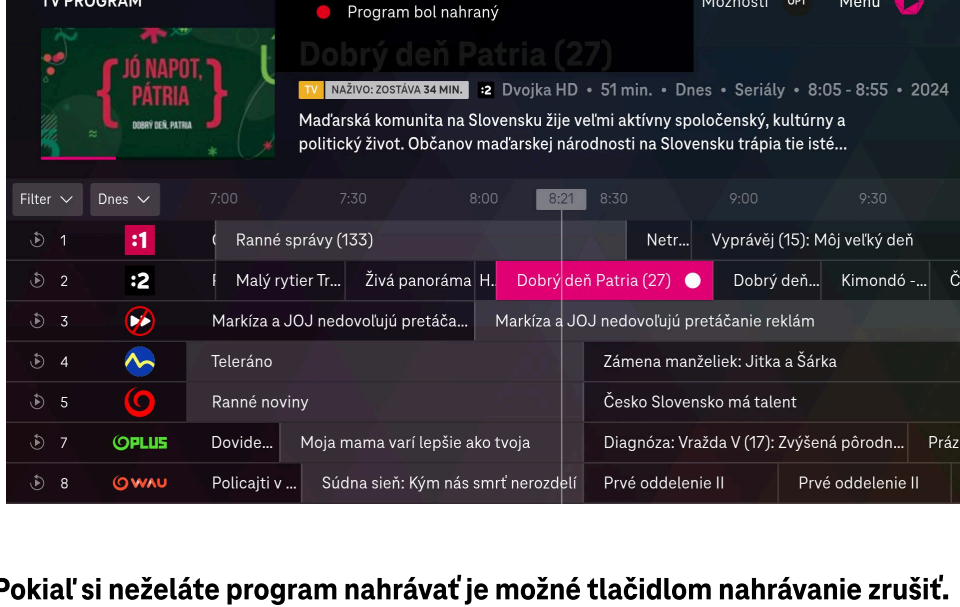 TV PROGRAM
Program bol nahraný
Možnosti OPT Menu
Dobrý deň Patria (27)
JÓ NAPOT,
PÁTRIA
DOBRÝ DEŇ, PATRIA
TV NAŽIVO: ZOSTÁVA 34 MIN. :2 Dvojka HD • 51 min. • Dnes • Seriály • 8:05 - 8:55 • 2024
Maďarská komunita na Slovensku žije veľmi aktívny spoločenský, kultúrny a
politický život. Občanov maďarskej národnosti na Slovensku trápia tie isté...
Filter Dnes 7:00 7:30 8:00 8:21 8:30 9:00 9:30
1 :1 Ranné správy (133) Netr... Vyprávěj (15): Môj veľký deň
2 :2 Malý rytier Tr... Živá panoráma H.. Dobrý deň Patria (27) Dobrý deň... Kimondó -... Č
3 Markíza a JOJ nedovoľujú pretáča... Markíza a JOJ nedovoľujú pretáčanie reklám
4 Teleráno Zámena manželiek: Jitka a Šárka
5 Ranné noviny Česko Slovensko má talent
7 PLUS Dovide... Moja mama varí lepšie ako tvoja Diagnóza: Vražda V (17): Zvýšená pôrodn... Práz
8 WAU Policajti v ... Súdna sieň: Kým nás smrť nerozdelí Prvé oddelenie II Prvé oddelenie II
Pokiaľ si neželáte program nahrávať je možné tlačidlom nahrávanie zrušiť.